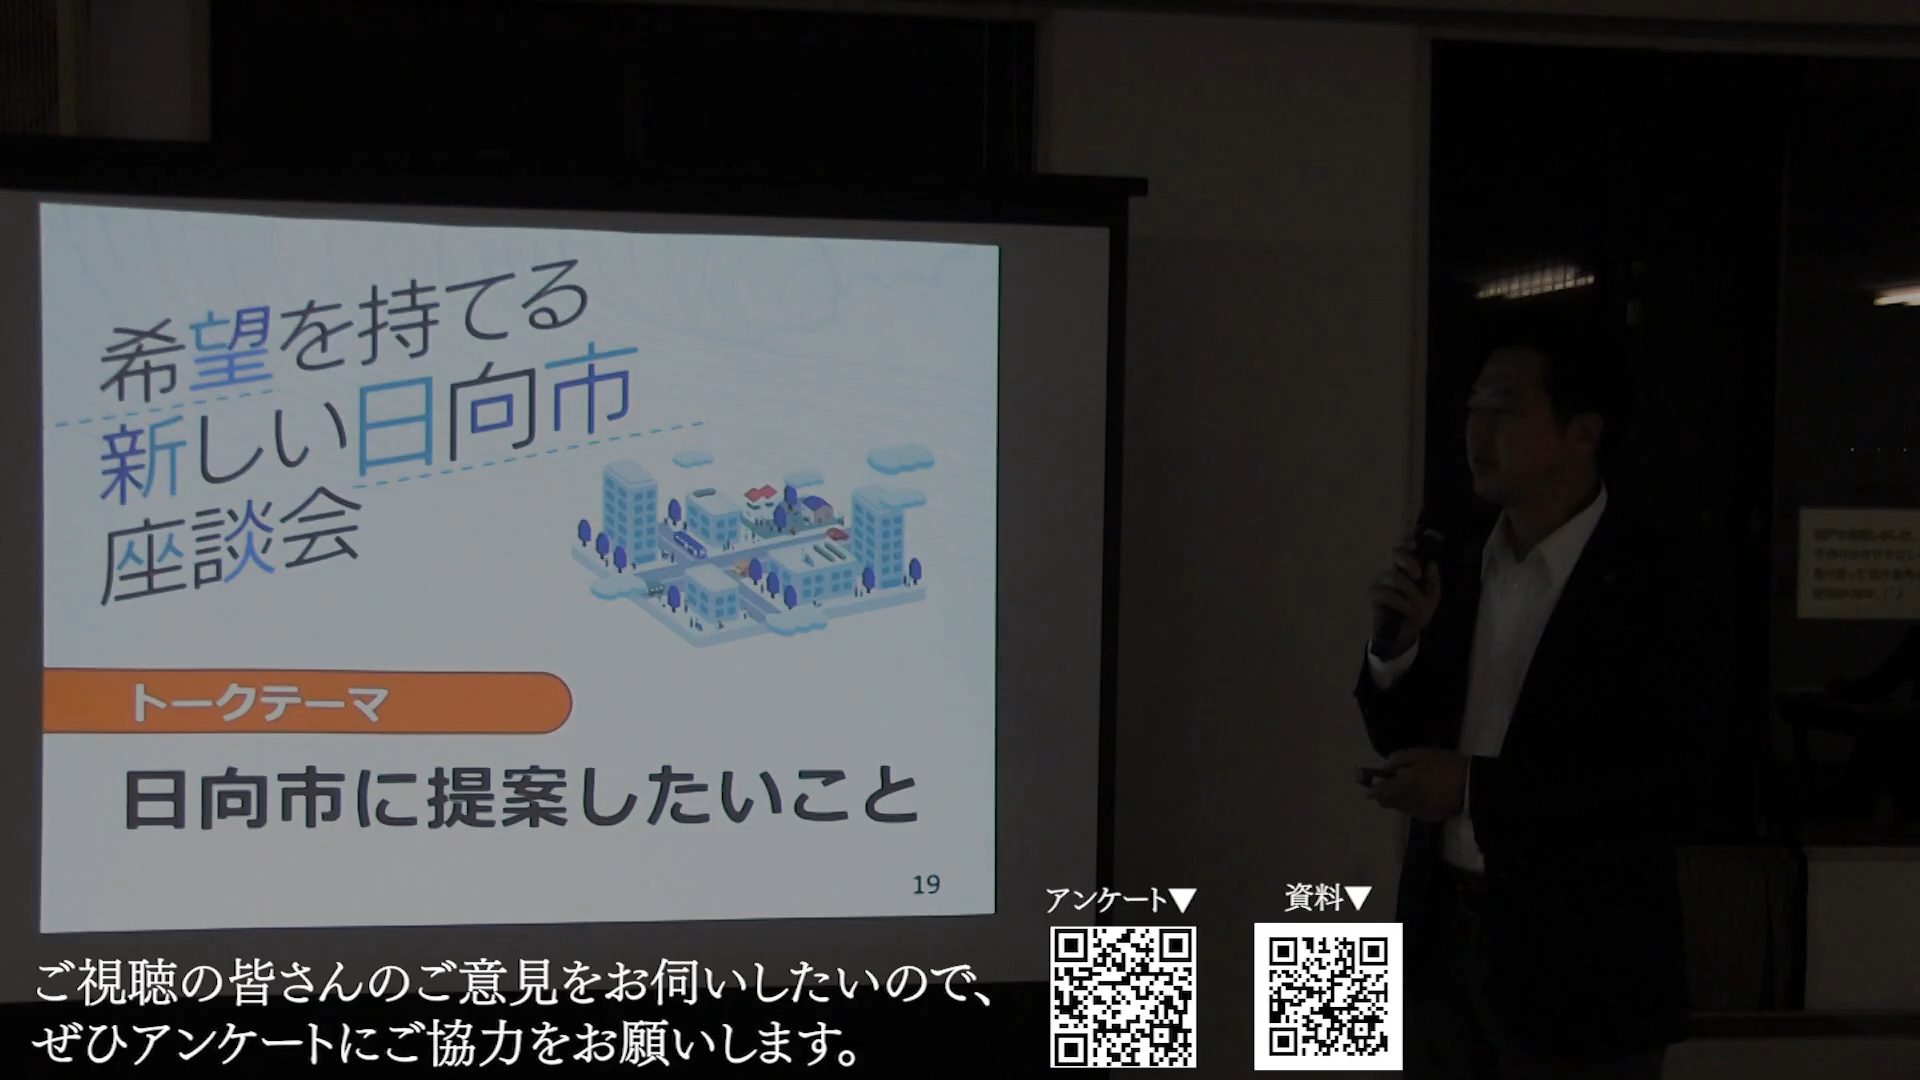 希望を持てる
新しい日向市
座談会
トークテーマ
日向市に提案したいこと
19
アンケート▼
資料▼
ご視聴の皆さんのご意見をお伺いしたいので、
ぜひアンケートにご協力をお願いします。